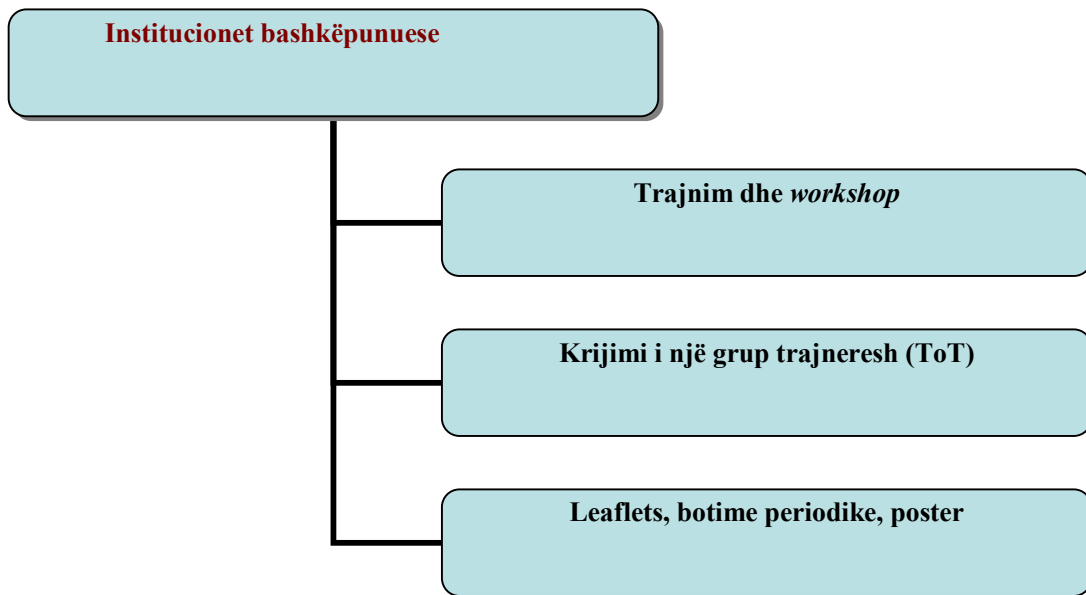 Institucionet bashkëpunuese
Trajnim dhe workshop
Krijimi i një grup trajneresh (ToT)
Leaflets, botime periodike, poster